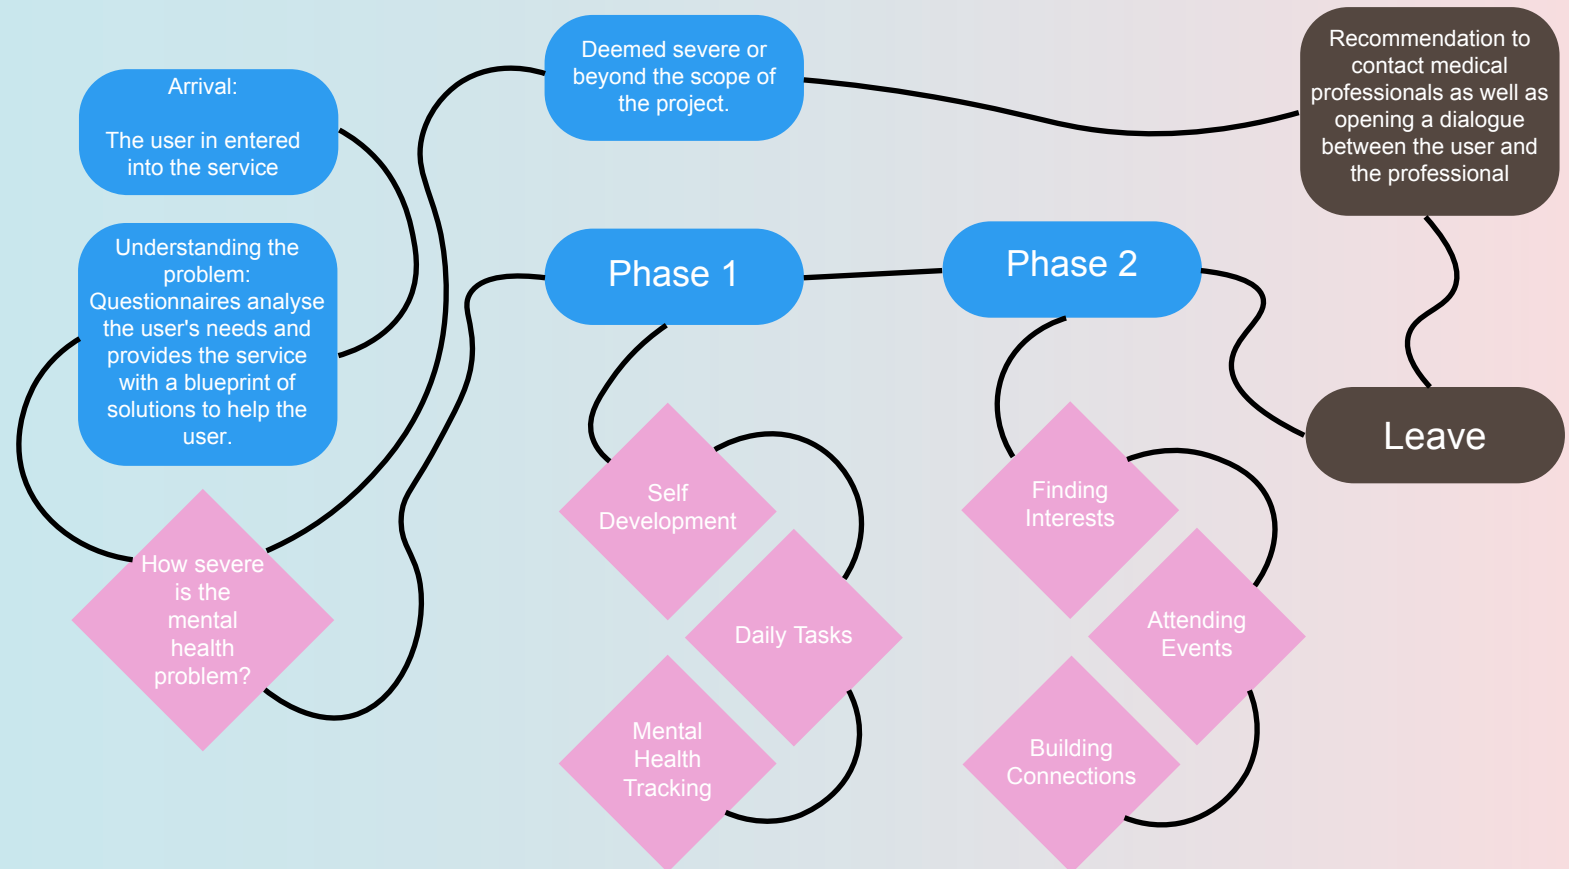 Arrival:
The user in entered
into the service
Understanding the
problem:
Questionnaires analyse
the user's needs and
provides the service
with a blueprint of
solutions to help the
user.
How severe
is the
mental
health
problem?
Deemed severe or
beyond the scope of
the project.
Recommendation to
contact medical
professionals as well as
opening a dialogue
between the user and
the professional
Phase 1
Self
Development
Daily Tasks
Mental
Health
Tracking
Phase 2
Finding
Interests
Attending
Events
Building
Connections
Leave